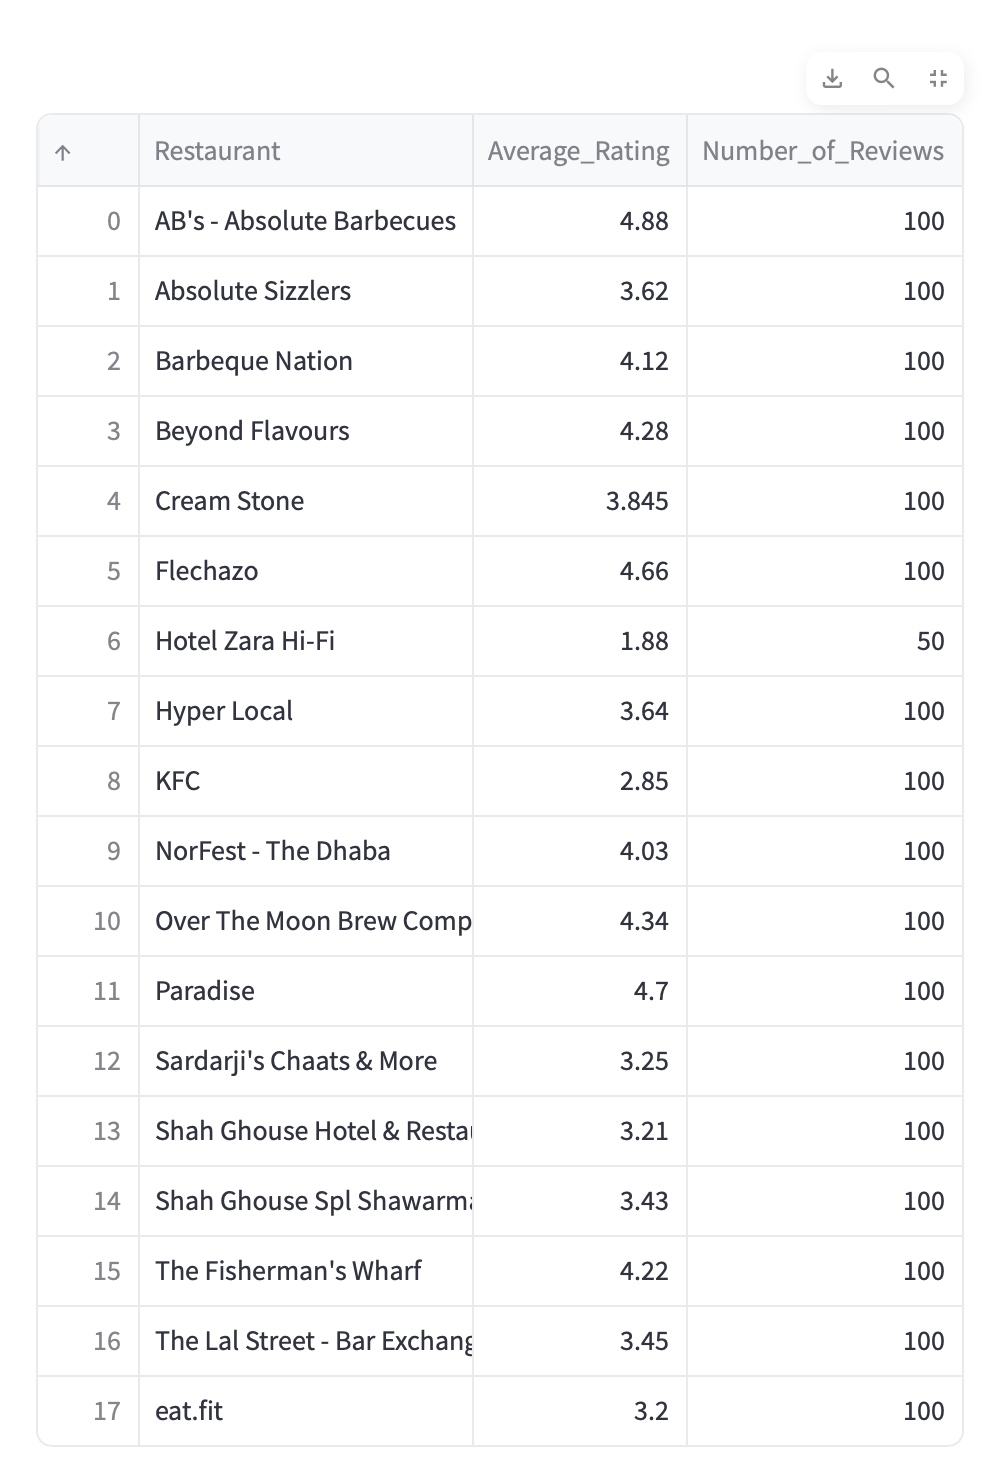 Restaurant Average_Rating Number_of_Reviews
0 AB's - Absolute Barbecues 4.88 100
1 Absolute Sizzlers 3.62 100
2 Barbeque Nation 4.12 100
3 Beyond Flavours 4.28 100
4 Cream Stone 3.845 100
5 Flechazo 4.66 100
6 Hotel Zara Hi-Fi 1.88 50
7 Hyper Local 3.64 100
8 KFC 2.85 100
9 NorFest - The Dhaba 4.03 100
10 Over The Moon Brew Comp 4.34 100
11 Paradise 4.7 100
12 Sardarji's Chaats & More 3.25 100
13 Shah Ghouse Hotel & Restau 3.21 100
14 Shah Ghouse Spl Shawarma 3.43 100
15 The Fisherman's Wharf 4.22 100
16 The Lal Street - Bar Exchang 3.45 100
17 eat.fit 3.2 100